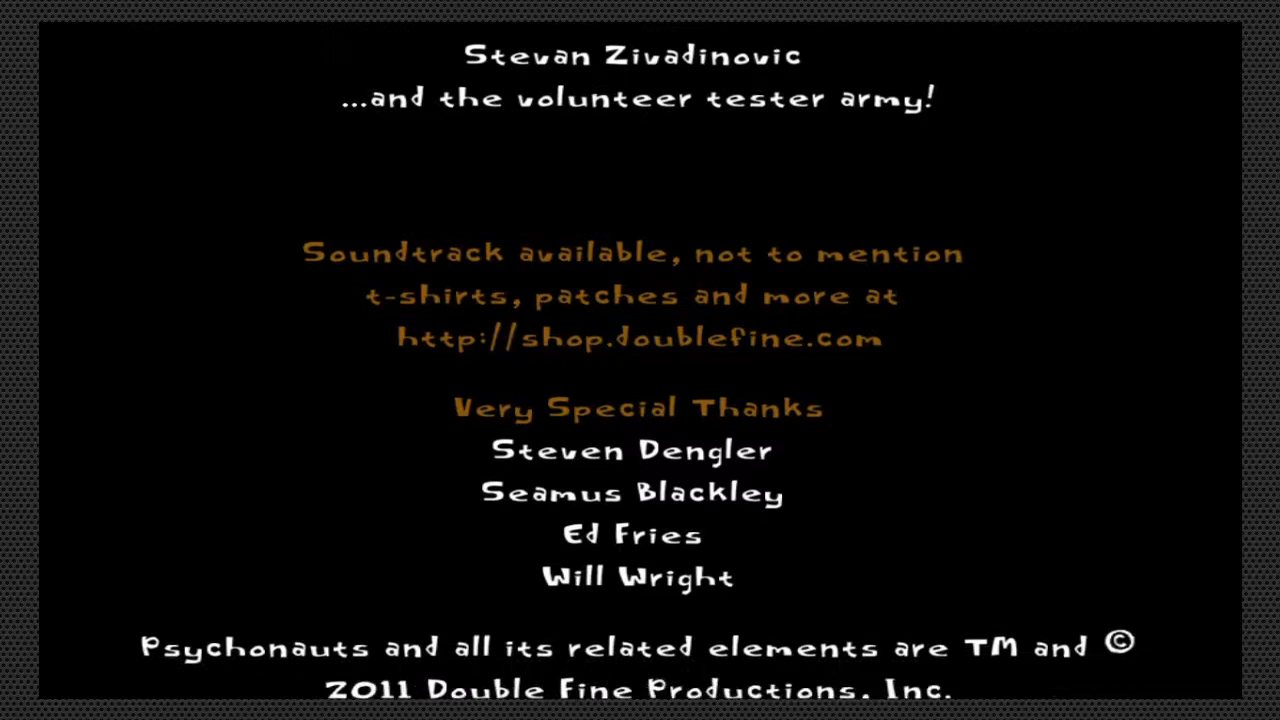 Stevan Zivadinovic
...and the volunteer tester army!
Soundtrack available, not to mention
t-shirts, patches and more at
http://shop.doublefine.com
Very Special Thanks
Steven Dengler
Seamus Blackley
Ed Fries
Will Wright
Psychonauts and all its related elements are TM and ©
2011 Double Fine Productions, Inc.